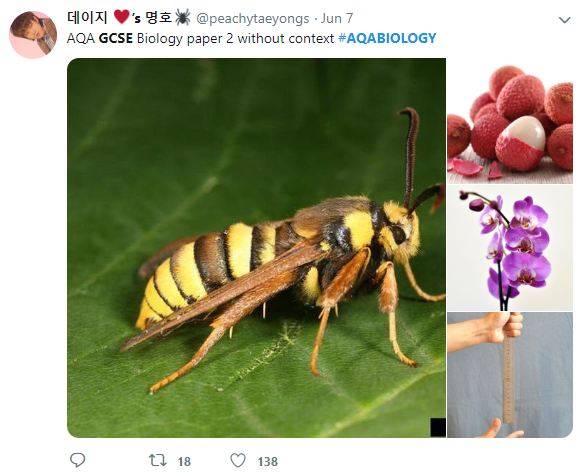 데이지 ❤️'s 명호🕷 @peachytaeyongs · Jun 7
AQA GCSE Biology paper 2 without context #AQABIOLOGY
18
138